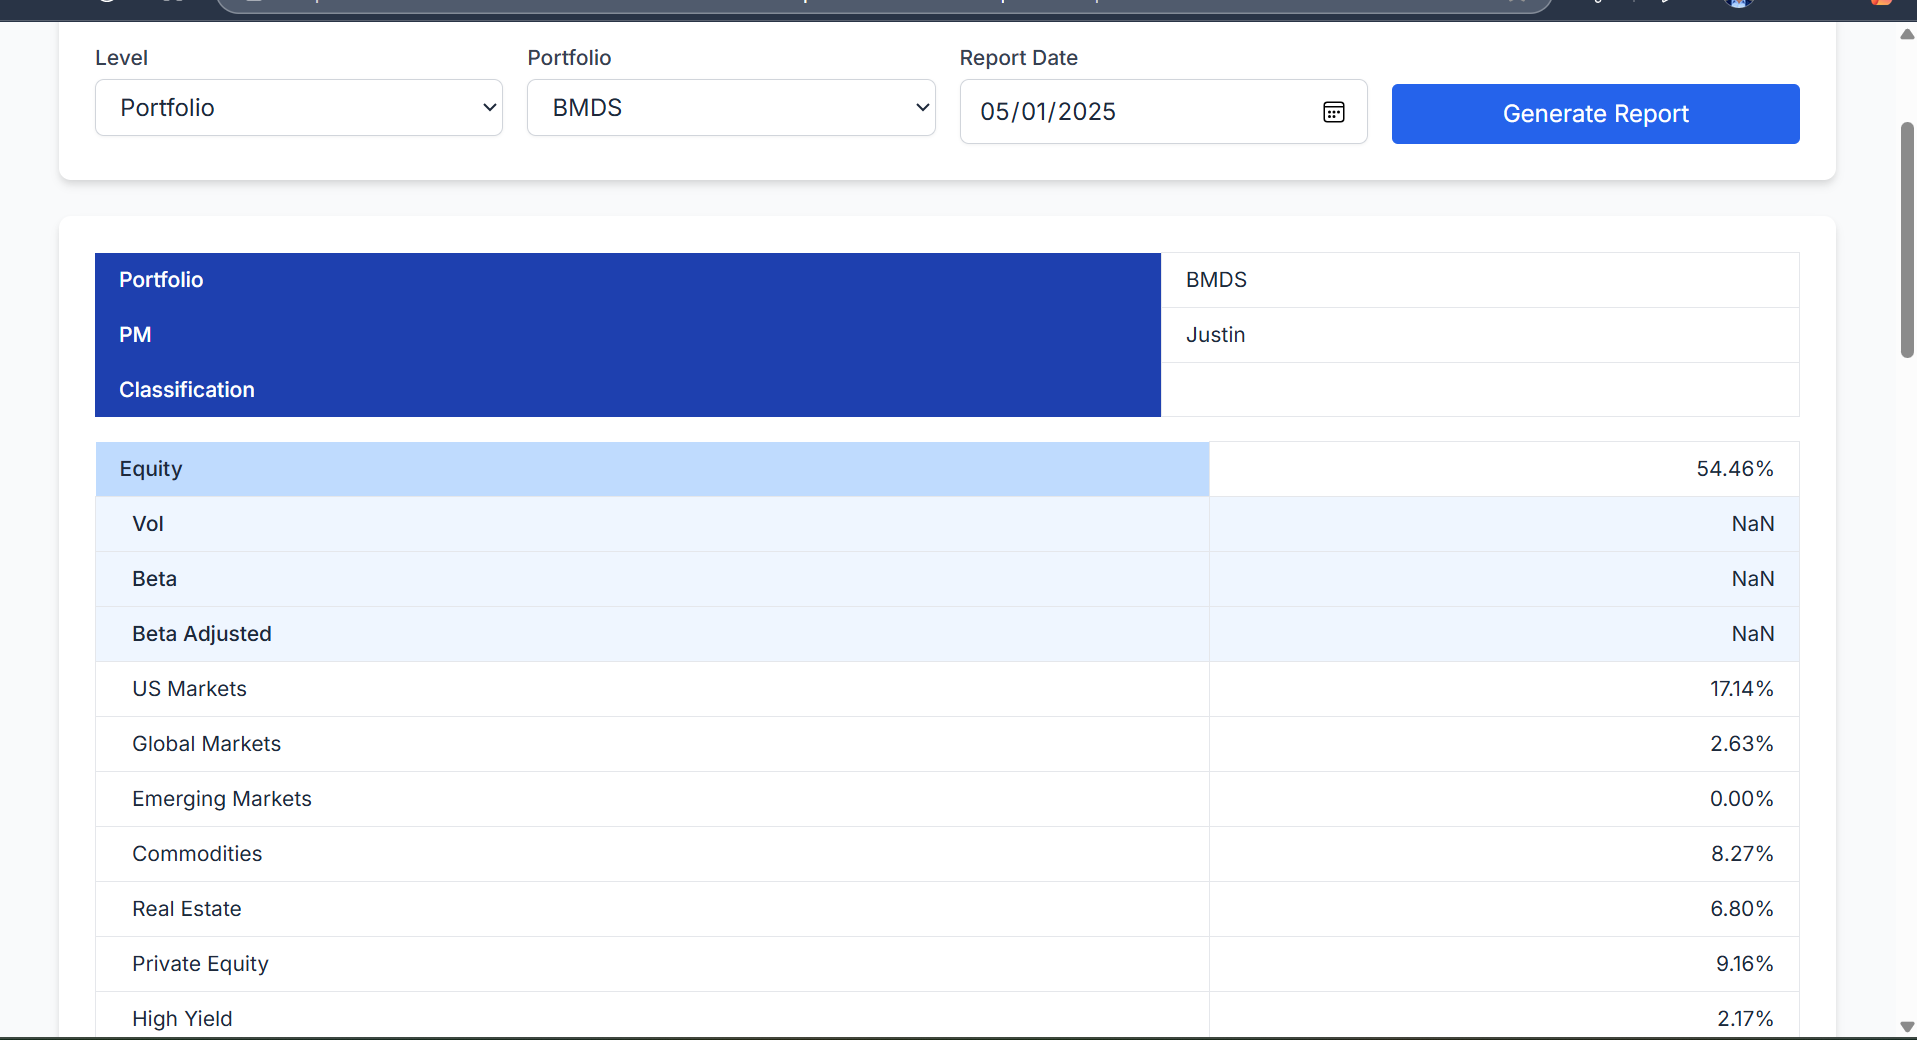 Level
Portfolio
Report Date
Portfolio
BMDS
05/01/2025
Generate Report
Portfolio
BMDS
PM
Justin
Classification
Equity
54.46%
Vol
NaN
Beta
NaN
Beta Adjusted
NaN
US Markets
17.14%
Global Markets
2.63%
Emerging Markets
0.00%
Commodities
8.27%
Real Estate
6.80%
Private Equity
9.16%
High Yield
2.17%